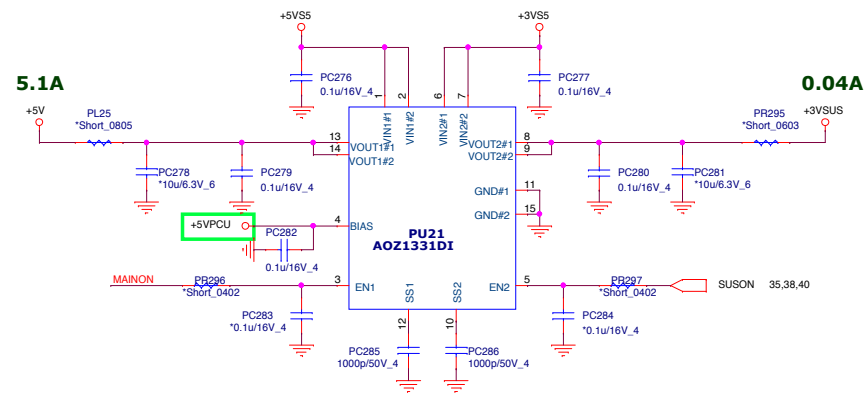 +5VS5
+3VS5
5.1A
0.04A
PC276
0.1u/16V_4
PC277
0.1u/16V_4
1
2
6
7
+5V
PL25
*Short_0805
VIN1#1
VIN1#2
VIN2#1
VIN2#2
PR295
*Short_0603
+3VSUS
13
14
VOUT1#1
VOUT1#2
VOUT2#1
VOUT2#2
8
9
PC278
*10u/6.3V_6
PC279
0.1u/16V_4
PC280
0.1u/16V_4
PC281
*10u/6.3V_6
GND#1
11
GND#2
15
+5VPCU
4
BIAS
PC282
0.1u/16V_4
PU21
AOZ1331DI
MAINON
PR296
*Short_0402
3
EN1
EN2
5
PR297
*Short_0402
SUSON 35,38,40
SS1
SS2
PC283
*0.1u/16V_4
12
10
PC284
*0.1u/16V_4
PC285
1000p/50V_4
PC286
1000p/50V_4